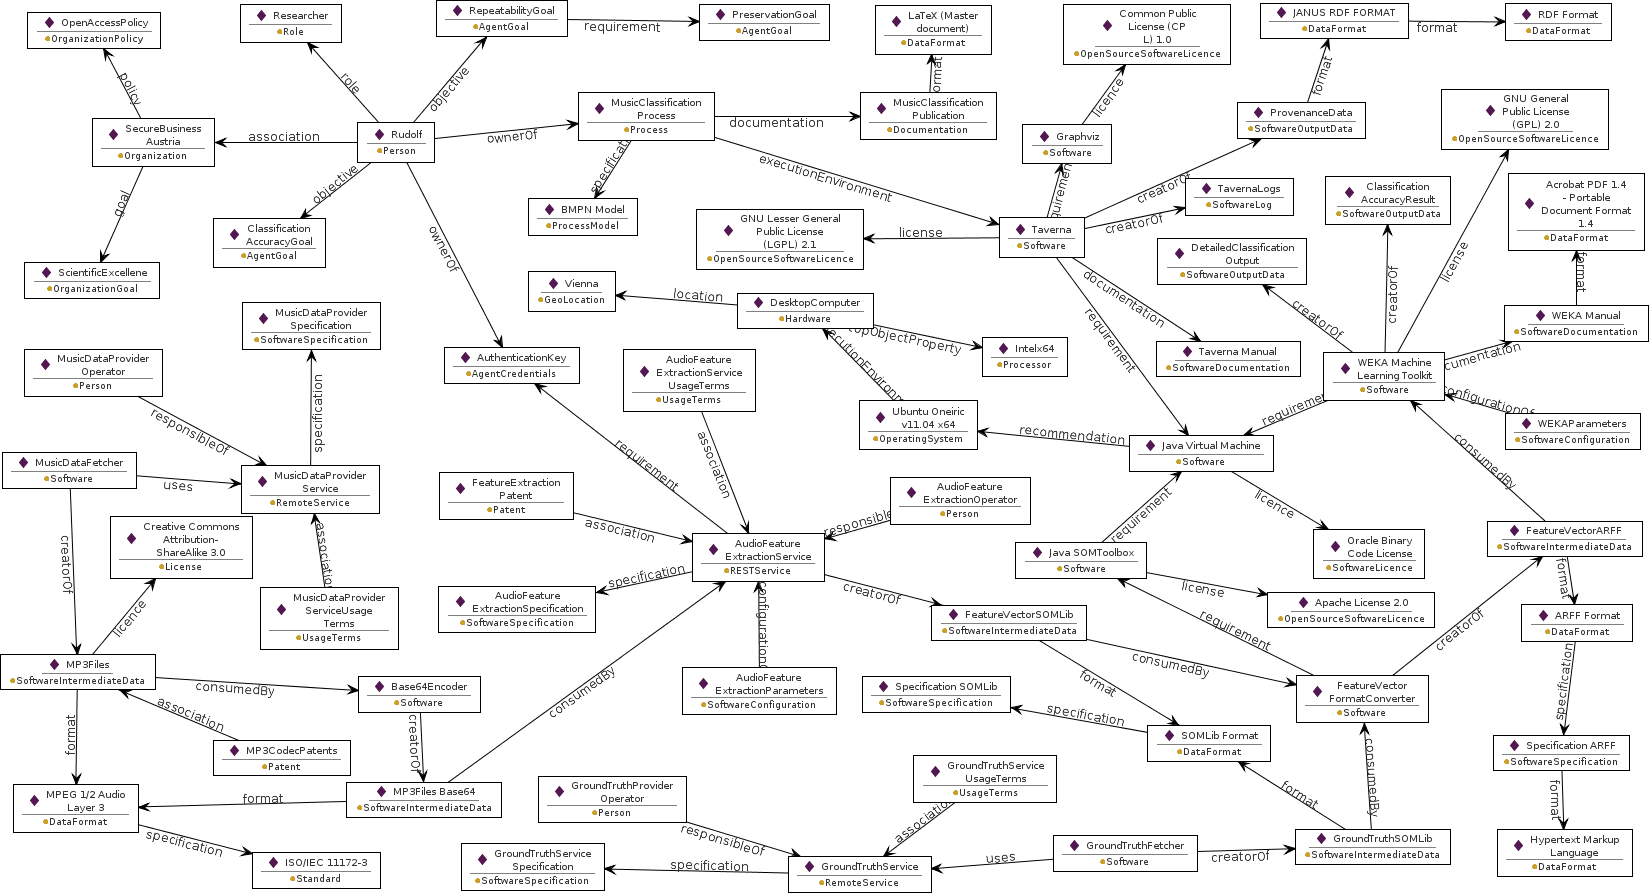 OpenAccessPolicy
OrganizationPolicy
Researcher
Role
RepeatabilityGoal
AgentGoal
requirement
PreservationGoal
AgentGoal
LaTeX (Master
document)
DataFormat
Common Public
License (CP
L) 1.0
OpenSourceSoftwareLicence
JANUS RDF FORMAT
DataFormat
format
RDF Format
DataFormat
policy
role
objective
format
licence
format
SecureBusiness
Austria
Organization
association
Rudolf
Person
ownerOf
MusicClassification
Process
Process
documentation
MusicClassification
Publication
Documentation
Graphviz
Software
ProvenanceData
SoftwareOutputData
GNU General
Public License
(GPL) 2.0
OpenSourceSoftwareLicence
goal
objective
executionEnvironment
creatorOf
BMPN Model
ProcessModel
TavernaLogs
SoftwareLog
Classification
AccuracyResult
SoftwareOutputData
Acrobat PDF 1.4
- Portable
Document Format
1.4
DataFormat
Classification
AccuracyGoal
AgentGoal
ownerOf
GNU Lesser General
Public License
(LGPL) 2.1
OpenSourceSoftwareLicence
license
Taverna
Software
creatorOf
DetailedClassification
Output
SoftwareOutputData
license
format
ScientificExcellene
OrganizationGoal
Vienna
GeoLocation
location
DesktopComputer
Hardware
documentation
creatorOf
creatorOf
WEKA Manual
SoftwareDocumentation
MusicDataProvider
Specification
SoftwareSpecification
requirement
Intelx64
Processor
Taverna Manual
SoftwareDocumentation
WEKA Machine
Learning Toolkit
Software
MusicDataProvider
Operator
Person
AuthenticationKey
AgentCredentials
AudioFeature
ExtractionService
UsageTerms
UsageTerms
responsibleOf
specification
Ubuntu Oneiric
v11.04 x64
OperatingSystem
recommendation
Java Virtual Machine
Software
WEKAParameters
SoftwareConfiguration
requirement
association
consumedBy
MusicDataFetcher
Software
uses
MusicDataProvider
Service
RemoteService
FeatureExtraction
Patent
Patent
association
AudioFeature
ExtractionOperator
Person
requirement
licence
Creative Commons
Attribution-
ShareAlike 3.0
License
AudioFeature
ExtractionService
RESTService
Java SOMToolbox
Software
Oracle Binary
Code License
SoftwareLicence
FeatureVectorARFF
SoftwareIntermediateData
creatorOf
association
specification
creatorOf
license
format
licence
MusicDataProvider
ServiceUsage
Terms
UsageTerms
AudioFeature
ExtractionSpecification
SoftwareSpecification
FeatureVectorSOMLib
SoftwareIntermediateData
Apache License 2.0
OpenSourceSoftwareLicence
requirement
creatorOf
ARFF Format
DataFormat
MP3Files
SoftwareIntermediateData
consumedBy
Base64Encoder
Software
consumedBy
AudioFeature
ExtractionParameters
SoftwareConfiguration
Specification SOMLib
SoftwareSpecification
format
consumedBy
FeatureVector
FormatConverter
Software
specification
format
association
creatorOf
specification
MP3CodecPatents
Patent
SOMLib Format
DataFormat
Specification ARFF
SoftwareSpecification
MPEG 1/2 Audio
Layer 3
DataFormat
format
MP3Files Base64
SoftwareIntermediateData
GroundTruthProvider
Operator
Person
GroundTruthService
UsageTerms
UsageTerms
format
consumedBy
format
specification
responsibleOf
association
ISO/IEC 11172-3
Standard
GroundTruthService
Specification
SoftwareSpecification
specification
GroundTruthService
RemoteService
uses
GroundTruthFetcher
Software
creatorOf
GroundTruthSOMLib
SoftwareIntermediateData
Hypertext Markup
Language
DataFormat